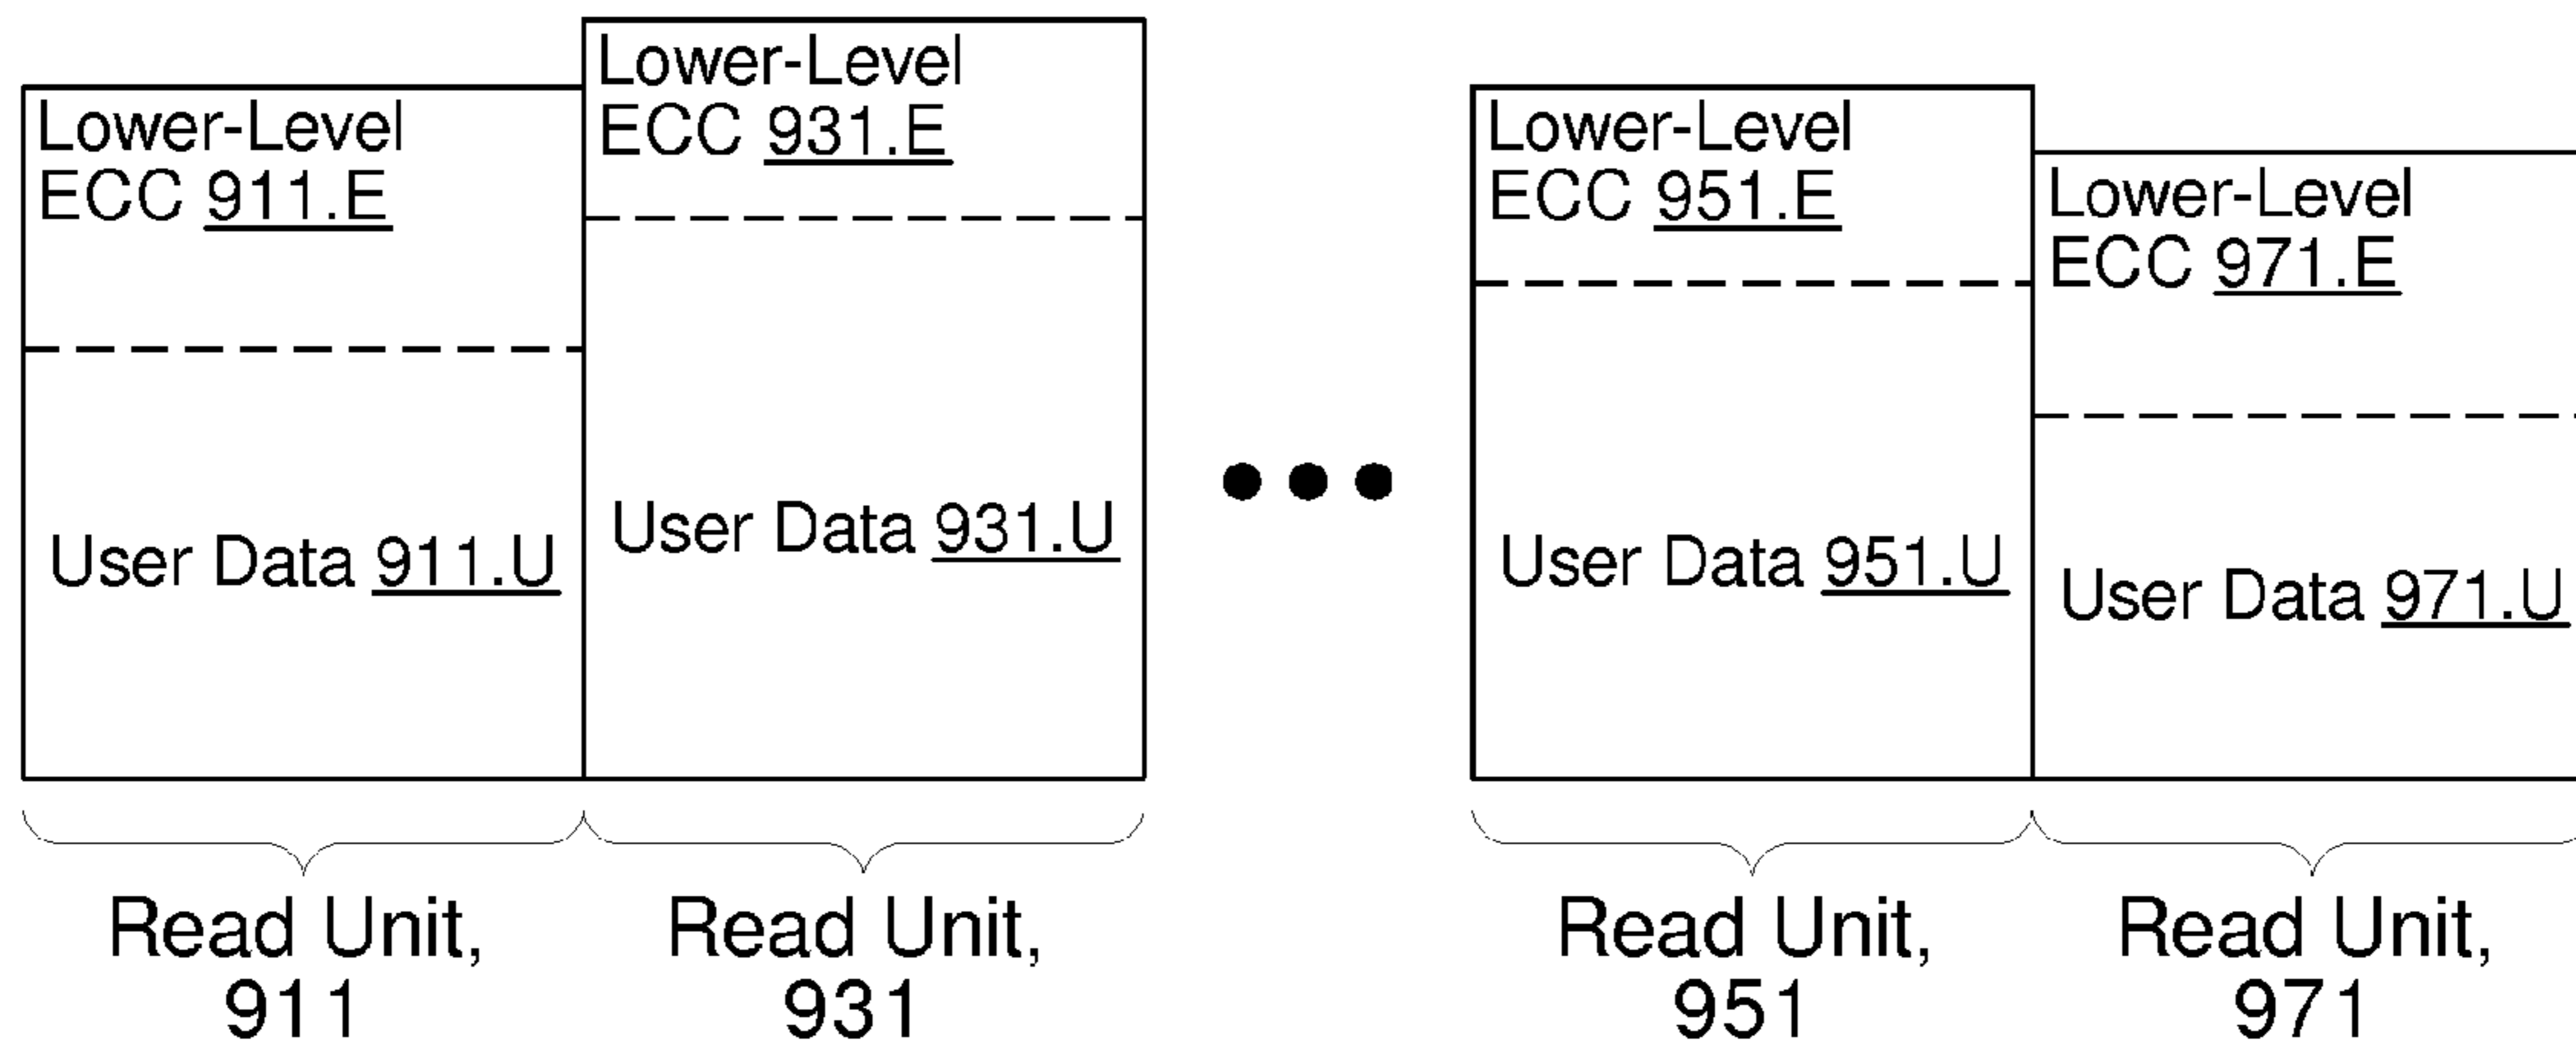 Lower-Level
ECC 911.E
User Data 911.U
Read Unit,
911
Lower-Level
ECC 931.E
User Data 931.U
Read Unit,
931
Lower-Level
ECC 951.E
User Data 951.U
Read Unit,
951
Lower-Level
ECC 971.E
User Data 971.U
Read Unit,
971